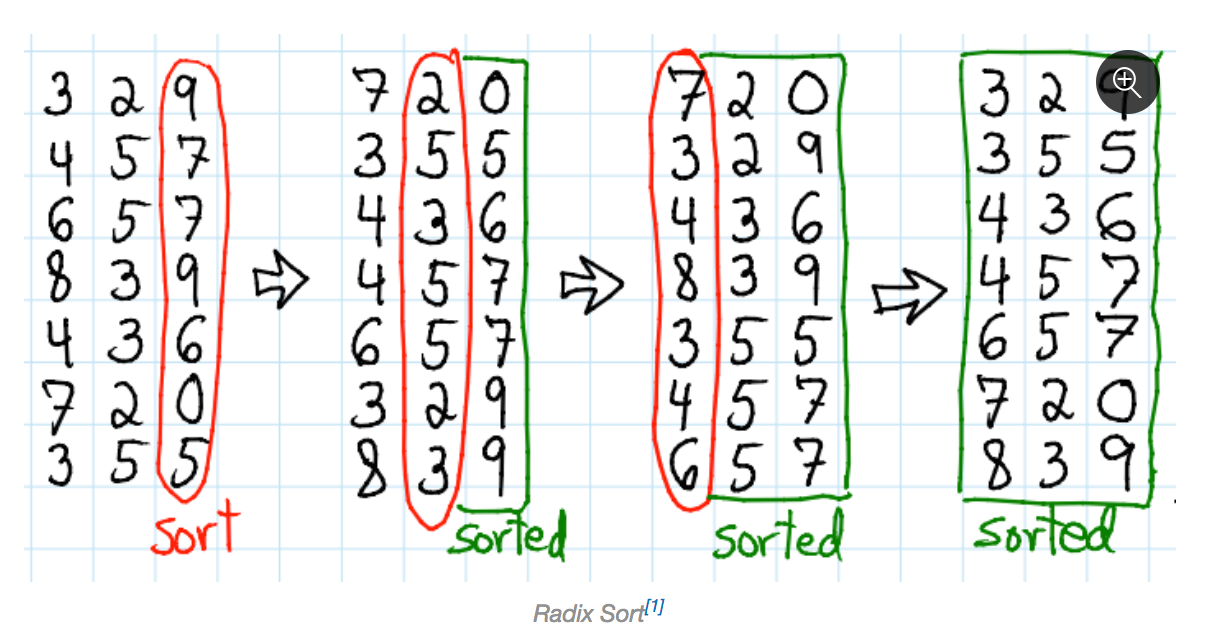 3 2 9 7 2 0 7 2 0 3 2
4 5 7 3 5 5 3 2 9 3 5 5
6 5 7 4 3 6 4 3 6 4 3 6
8 3 9 4 5 7 8 3 9 4 5 7
4 3 6 6 5 7 3 5 5 6 5 7
7 2 0 3 2 9 4 5 7 7 2 0
3 5 5 8 3 9 6 5 7 8 3 9
sort sorted sorted sorted
Radix Sort[1]